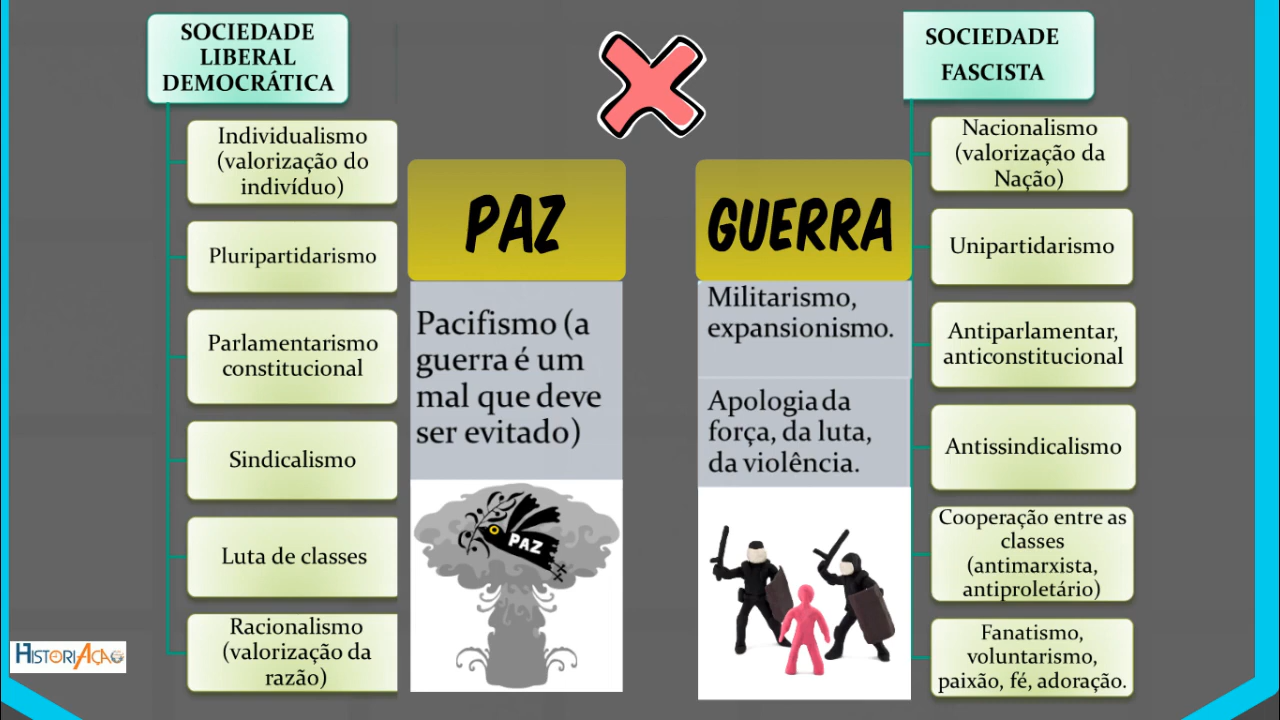 SOCIEDADE
LIBERAL
DEMOCRÁTICA
Individualismo
(valorização do
indivíduo)
Pluripartidarismo
Parlamentarismo
constitucional
Sindicalismo
Luta de classes
Racionalismo
(valorização da
razão)
PAZ
Pacifismo (a
guerra é um
mal que deve
ser evitado)
PAZ
GUERRA
Militarismo,
expansionismo.
Apologia da
força, da luta,
da violência.
SOCIEDADE
FASCISTA
Nacionalismo
(valorização da
Nação)
Unipartidarismo
Antiparlamentar,
anticonstitucional
Antissindicalismo
Cooperação entre as
classes
(antimarxista,
antiproletário)
Fanatismo,
voluntarismo,
paixão, fé, adoração.
HISTORIAÇÃO